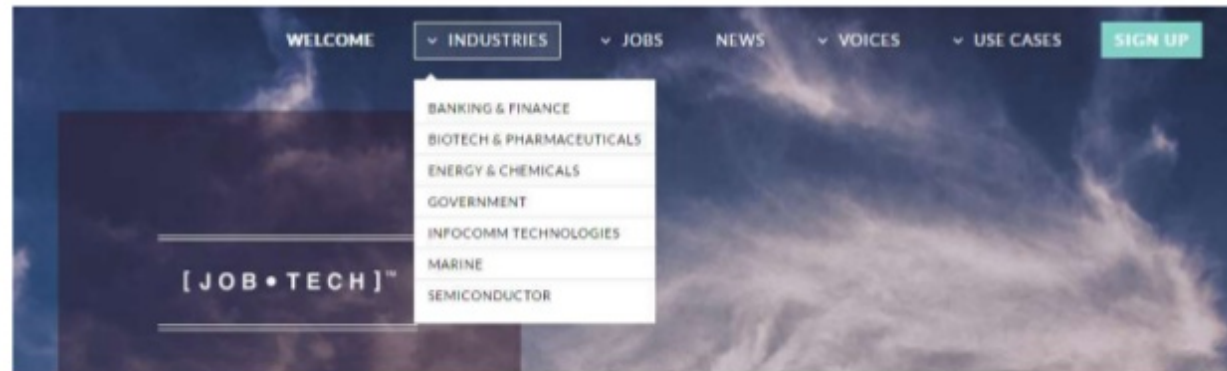 WELCOME INDUSTRIES JOBS NEWS VOICES USE CASES SIGN UP
BANKING & FINANCE
BIOTECH & PHARMACEUTICALS
ENERGY & CHEMICALS
GOVERNMENT
INFOCOMM TECHNOLOGIES
MARINE
SEMICONDUCTOR
[JOB•TECH]™